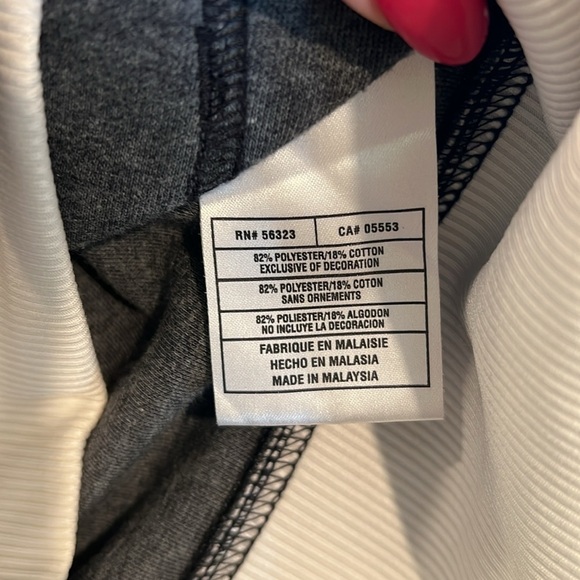 RN# 56323 CA# 05553
82% POLYESTER/18% COTTON
EXCLUSIVE OF DECORATION
82% POLYESTER/18% COTON
SANS ORNEMENTS
82% POLIESTER/18% ALGODON
NO INCLUYE LA DECORACION
FABRIQUE EN MALAISIE
HECHO EN MALASIA
MADE IN MALAYSIA